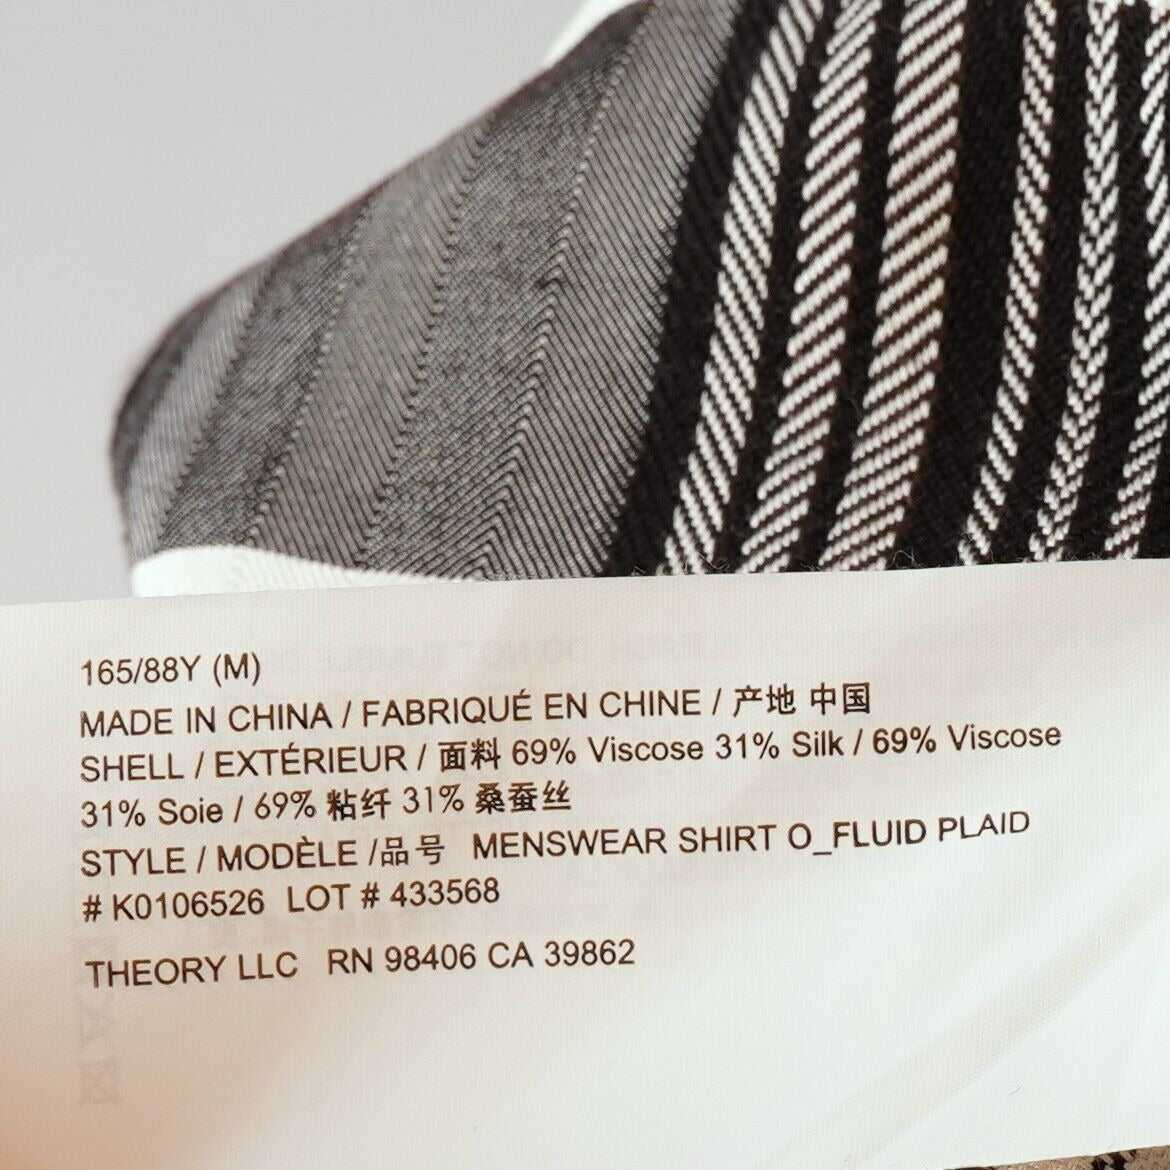 165/88Y (M)
MADE IN CHINA / FABRIQUÉ EN CHINE / 产地 中国
SHELL / EXTÉRIEUR / 面料 69% Viscose 31% Silk / 69% Viscose
31% Soie / 69% 粘纤 31% 桑蚕丝
STYLE / MODÈLE /品号 MENSWEAR SHIRT O_FLUID PLAID
# K0106526 LOT # 433568
THEORY LLC RN 98406 CA 39862